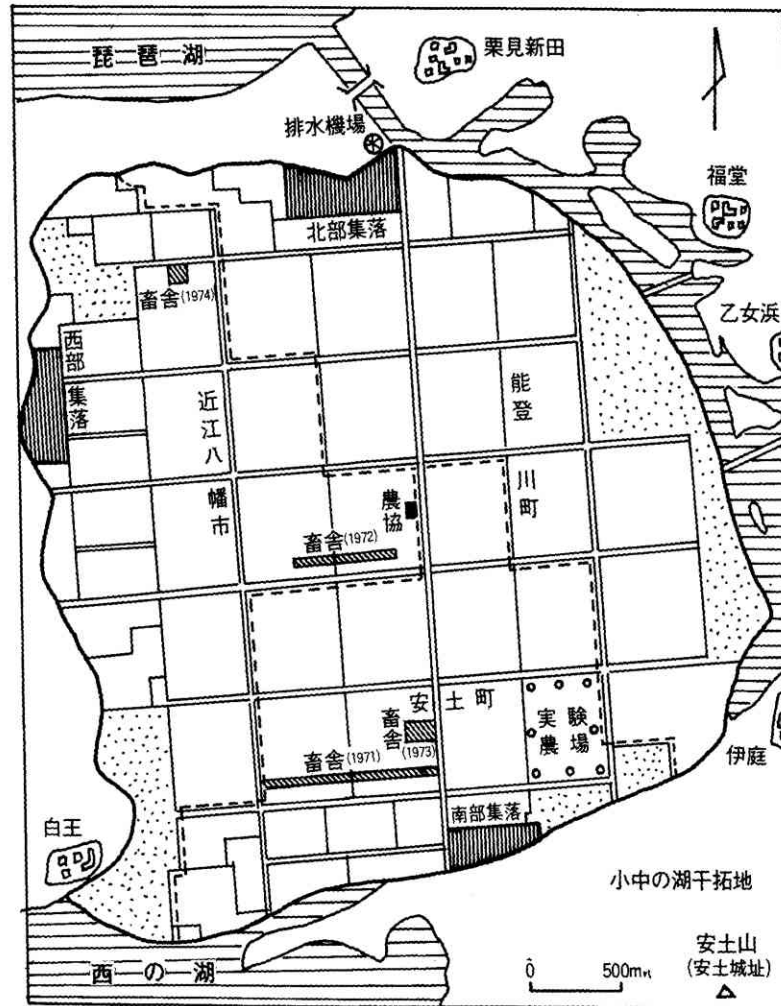 琵琶湖
栗見新田
排水機場
福堂
北部集落
畜舎(1974)
乙女浜
西部集落
近江八幡市
能登川町
農協
畜舎(1972)
安土町
畜舎(1973)
実験農場
畜舎(1971)
伊庭
白王
南部集落
小中の湖干拓地
西の湖
0 500m
安土山
(安土城址)